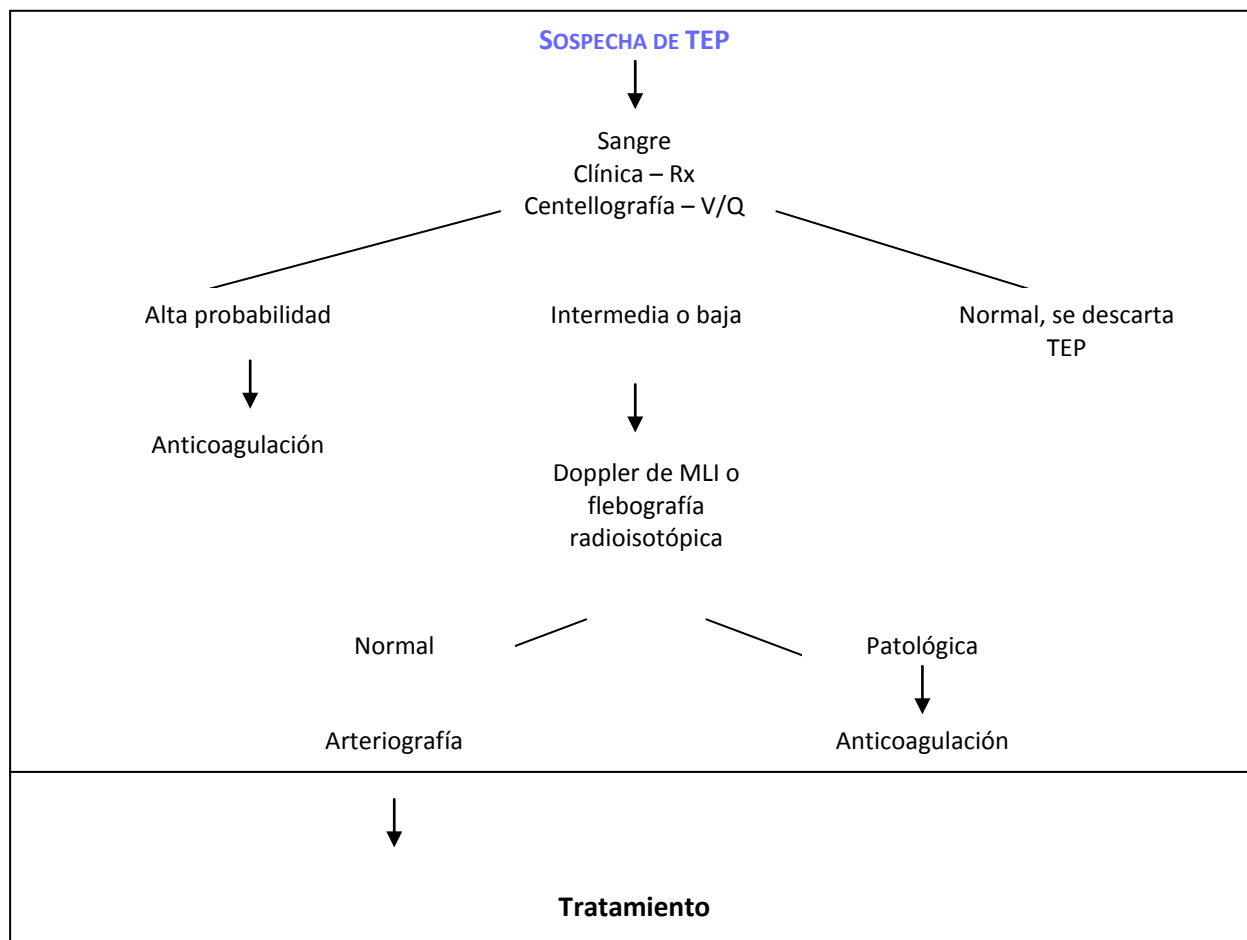 SOSPECHA DE TEP
Sangre
Clínica – Rx
Centellografía – V/Q
Alta probabilidad
Intermedia o baja
Normal, se descarta
TEP
Anticoagulación
Doppler de MLI o
flebografía
radioisotópica
Normal
Patológica
Arteriografía
Anticoagulación
Tratamiento